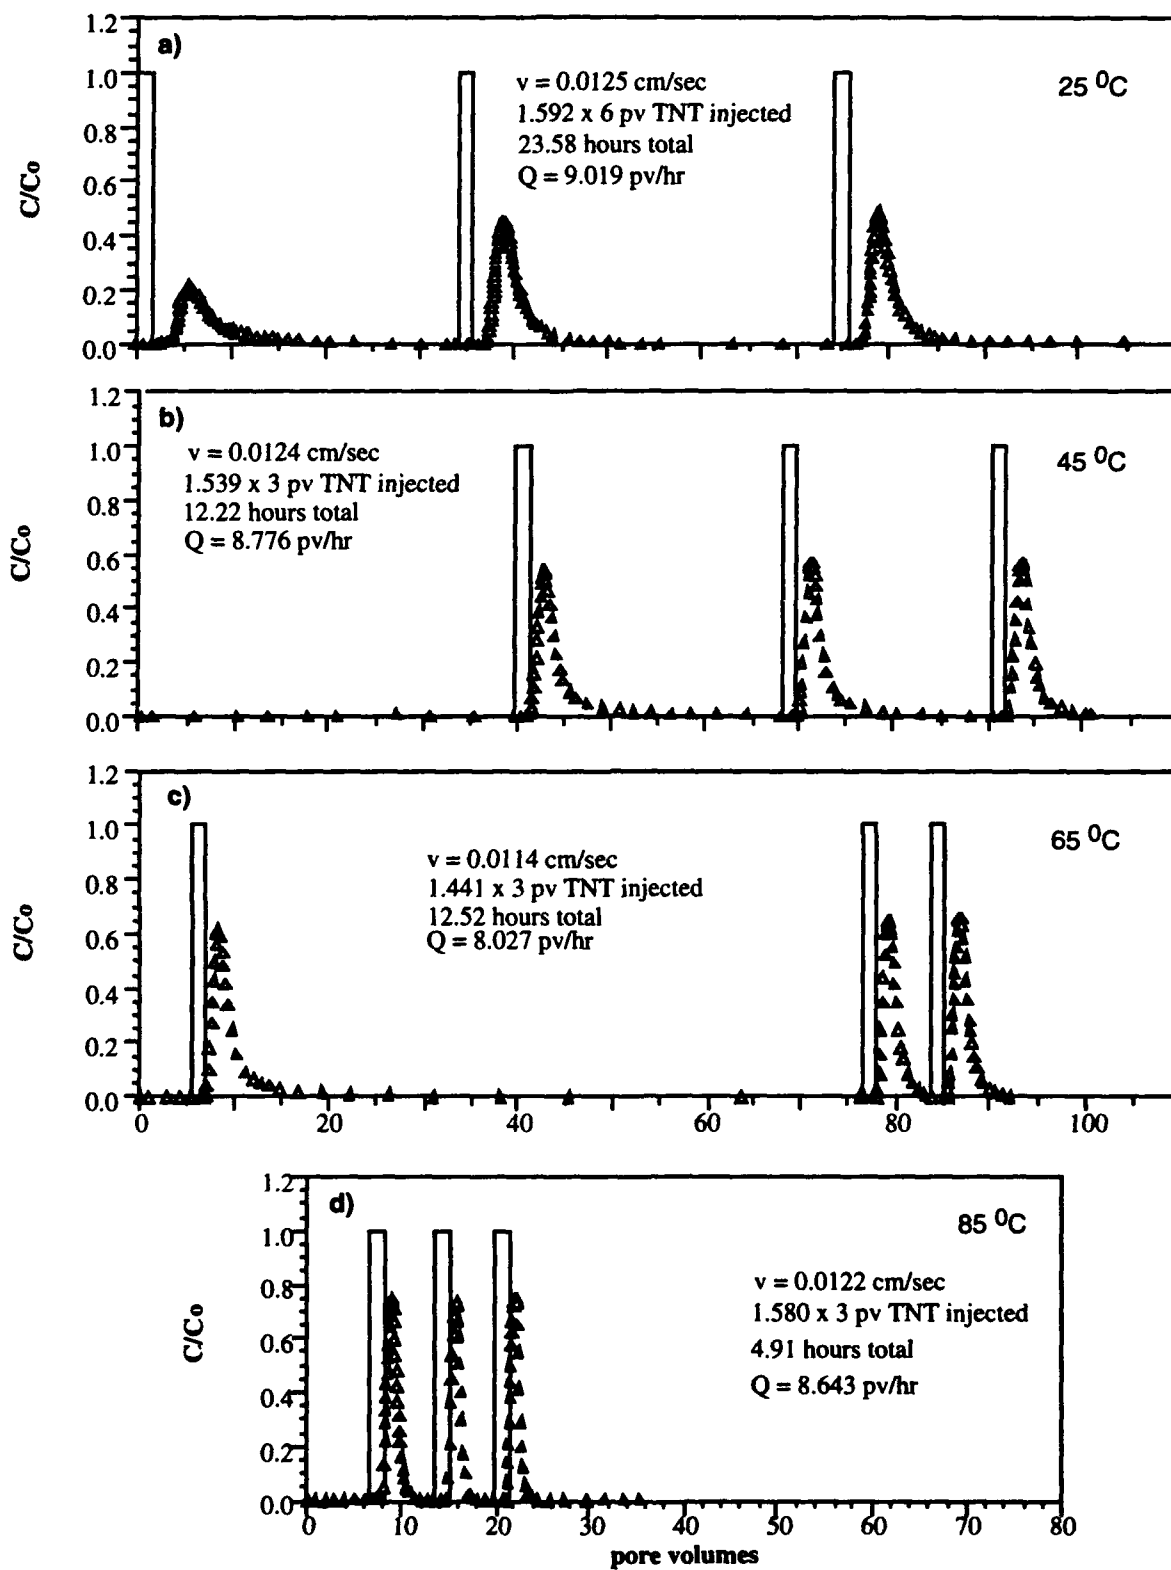 a)
25 ⁰C
v = 0.0125 cm/sec
1.592 x 6 pv TNT injected
23.58 hours total
Q = 9.019 pv/hr
C/Co
1.2
1.0
0.8
0.6
0.4
0.2
0.0
b)
45 ⁰C
v = 0.0124 cm/sec
1.539 x 3 pv TNT injected
12.22 hours total
Q = 8.776 pv/hr
C/Co
1.2
1.0
0.8
0.6
0.4
0.2
0.0
c)
65 ⁰C
v = 0.0114 cm/sec
1.441 x 3 pv TNT injected
12.52 hours total
Q = 8.027 pv/hr
C/Co
1.2
1.0
0.8
0.6
0.4
0.2
0.0
0 20 40 60 80 100
d)
85 ⁰C
v = 0.0122 cm/sec
1.580 x 3 pv TNT injected
4.91 hours total
Q = 8.643 pv/hr
C/Co
1.2
1.0
0.8
0.6
0.4
0.2
0.0
0 10 20 30 40 50 60 70 80
pore volumes